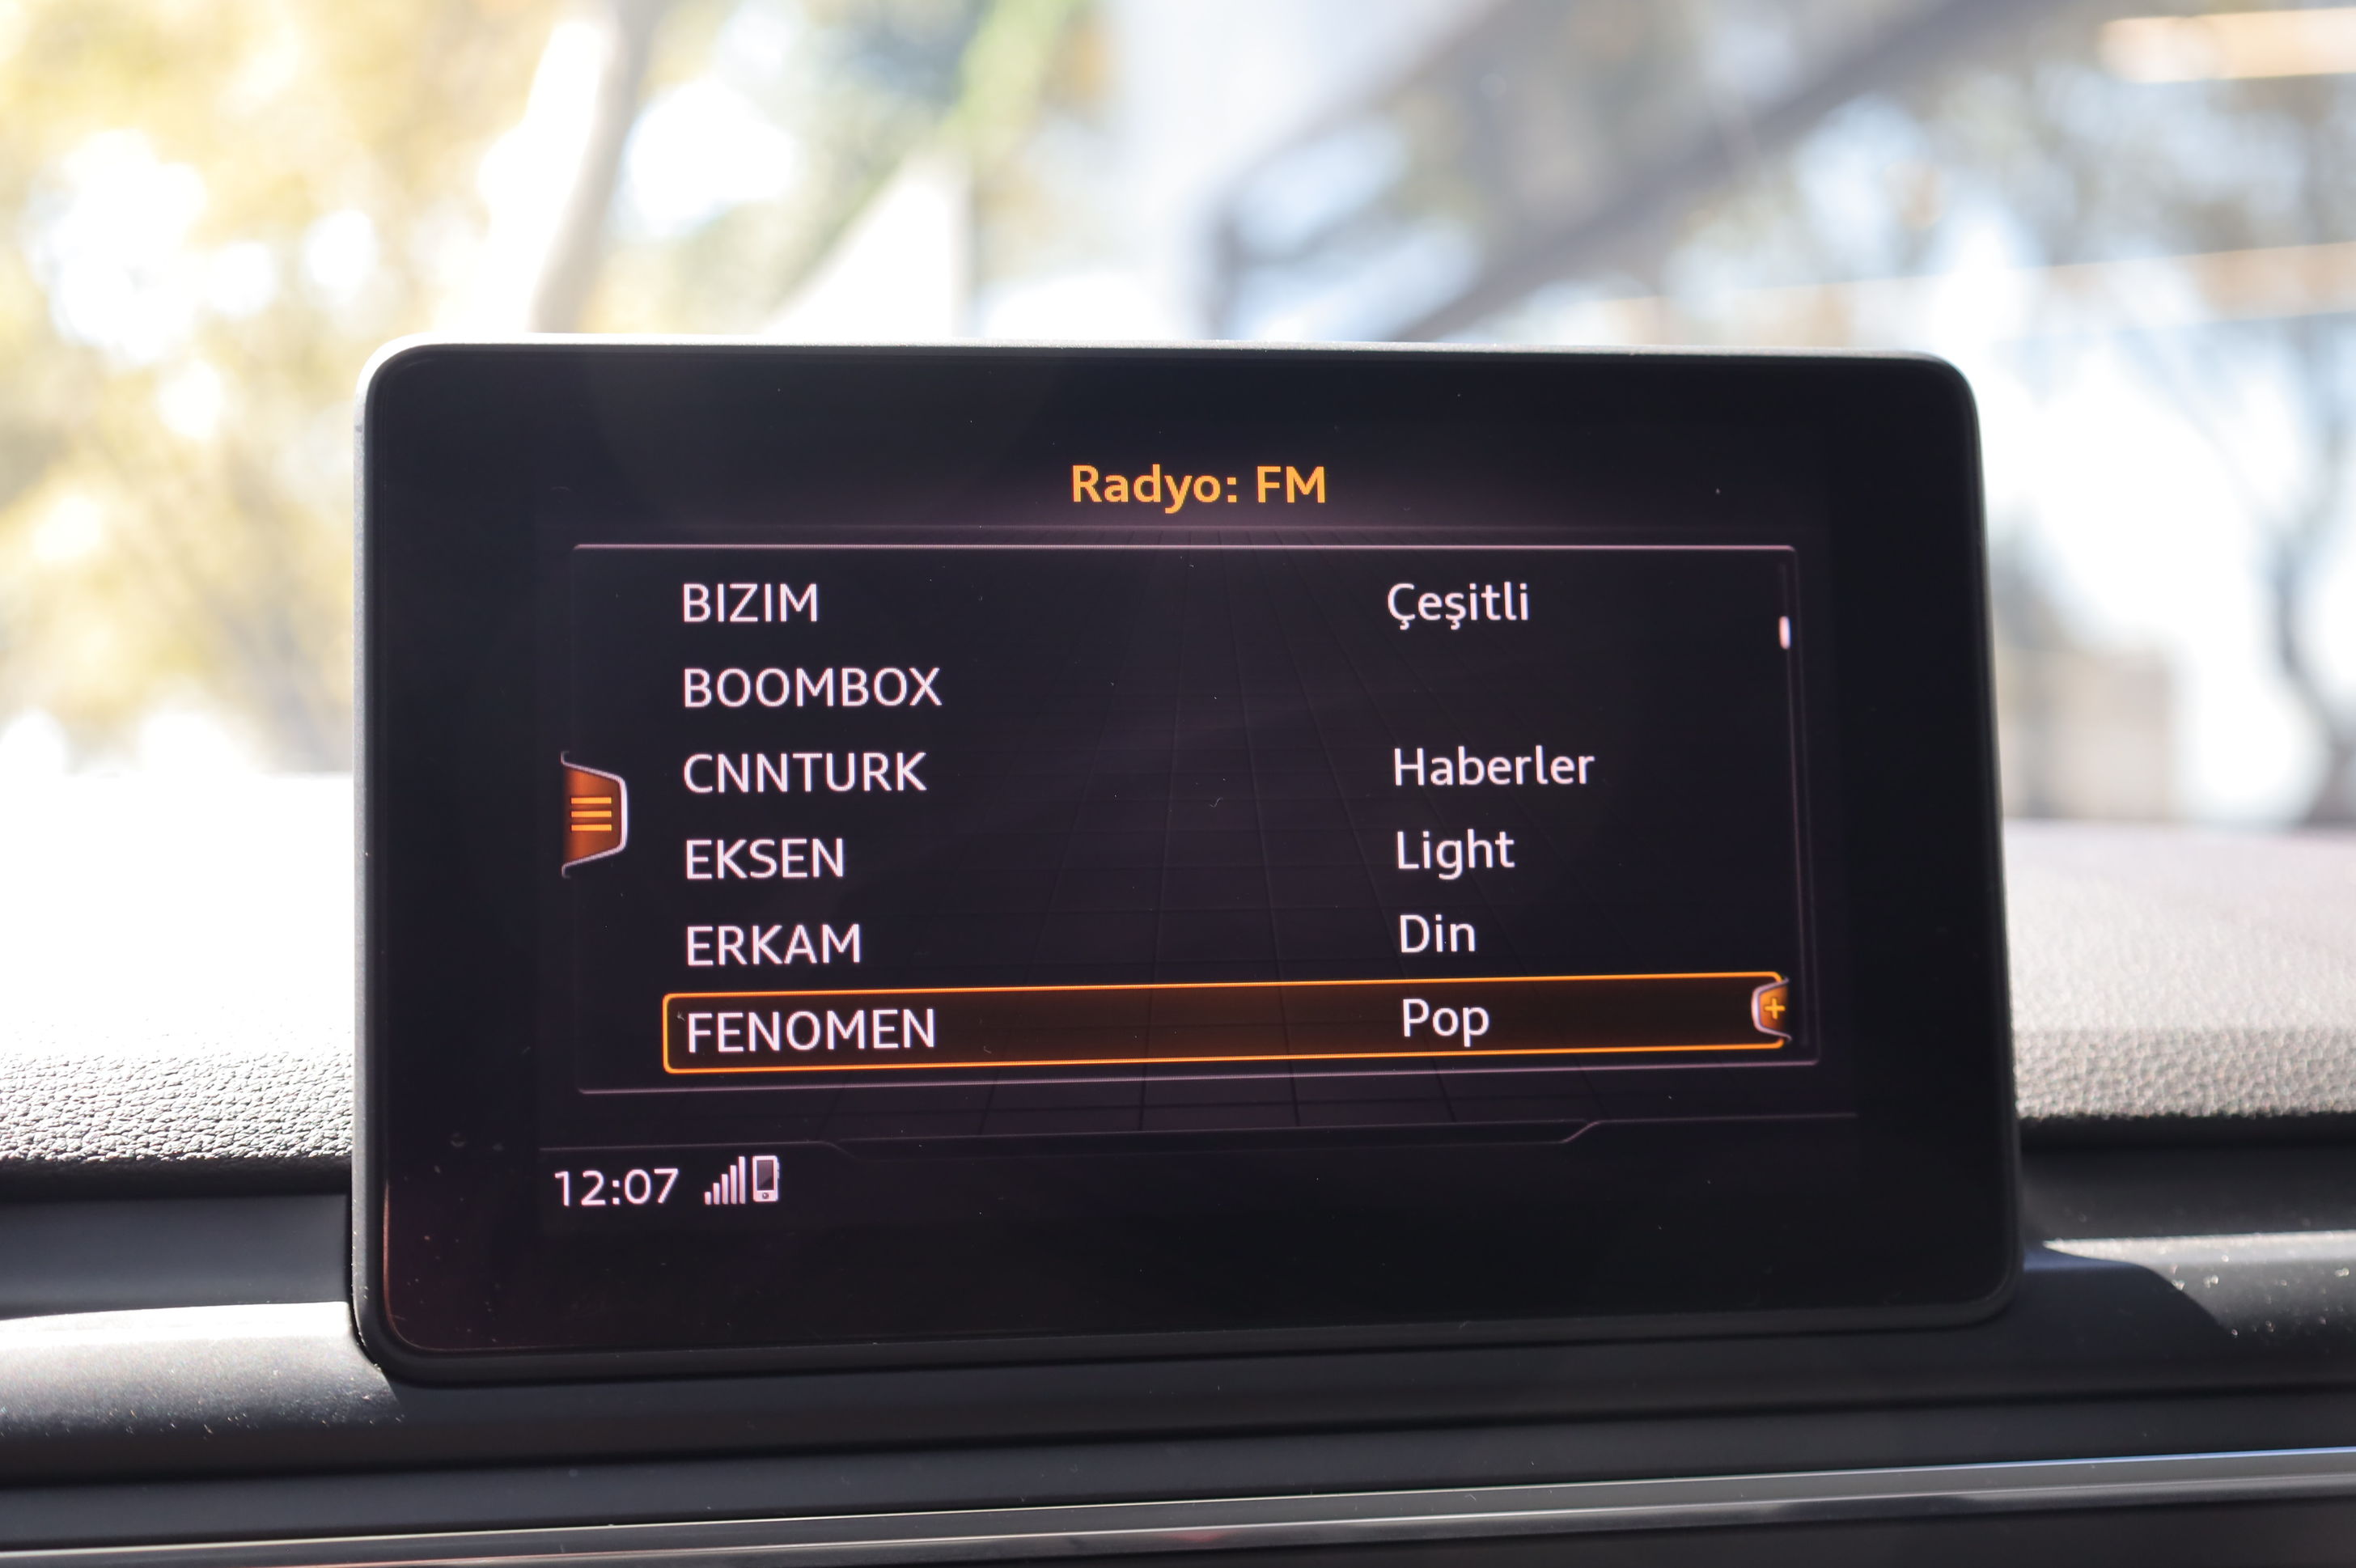 Radyo: FM
BIZIM Çeşitli
BOOMBOX
CNNTURK Haberler
EKSEN Light
ERKAM Din
FENOMEN Pop
12:07